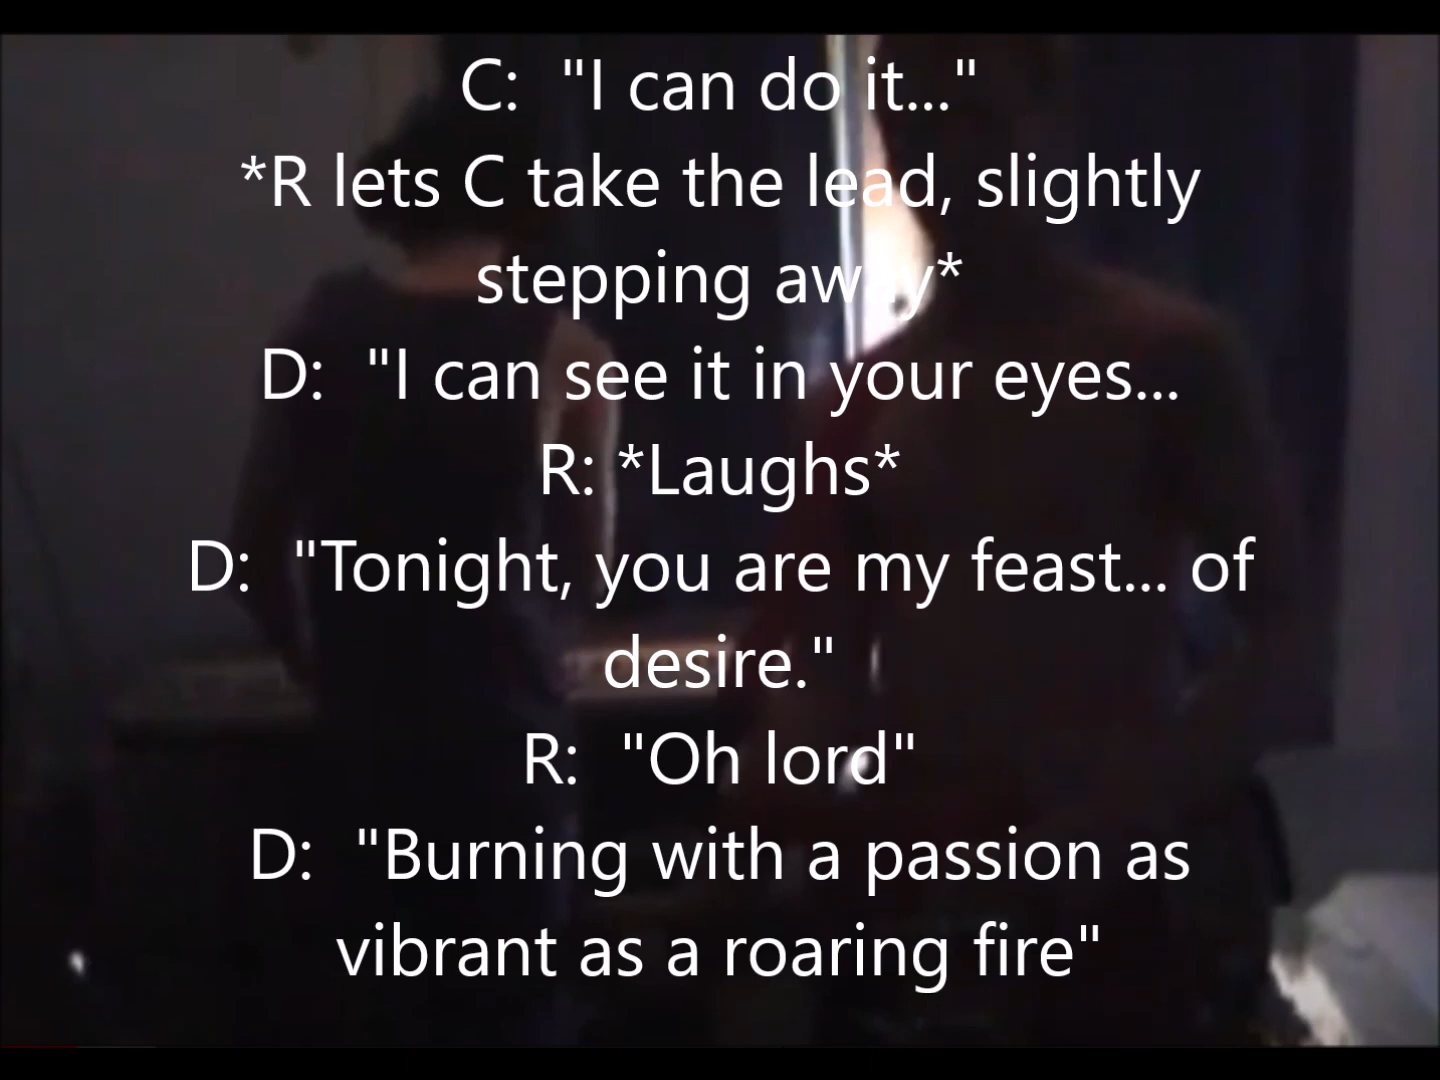 C:  "I can do it..."
*R lets C take the lead, slightly
stepping away*
D:  "I can see it in your eyes...
R: *Laughs*
D:  "Tonight, you are my feast... of
desire."
R:  "Oh lord"
D:  "Burning with a passion as
vibrant as a roaring fire"